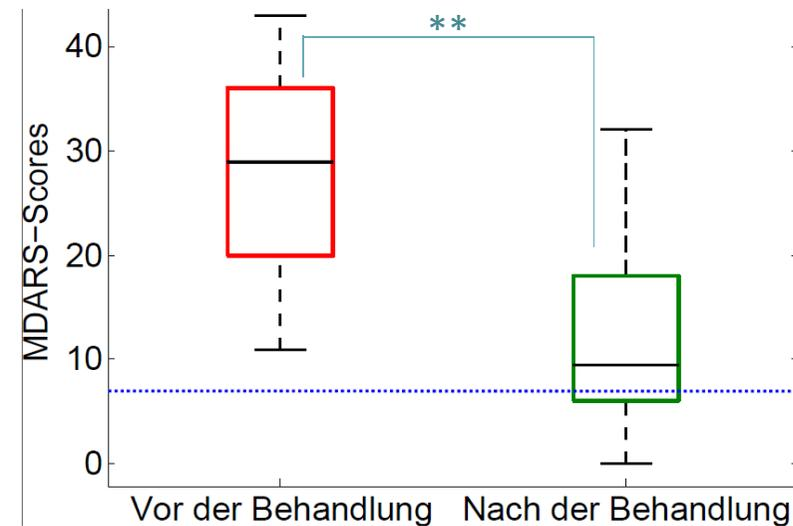 **
MDARS−Scores
40
30
20
10
0
Vor der Behandlung
Nach der Behandlung